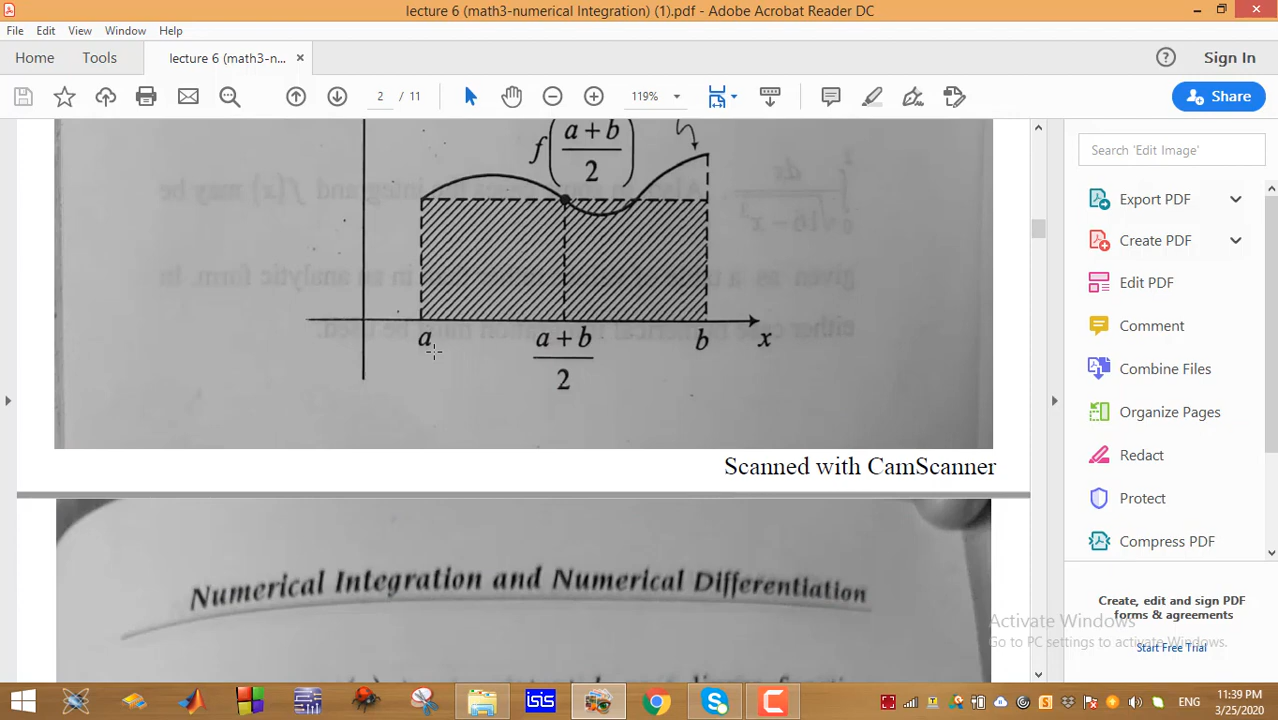 lecture 6 (math3-numerical Integration) (1).pdf - Adobe Acrobat Reader DC
File Edit View Window Help
Home Tools lecture 6 (math3-n... × Sign In
2 / 11 119% Share
f(a+b/2)
a a+b/2 b x
Scanned with CamScanner
Numerical Integration and Numerical Differentiation
Search 'Edit Image'
Export PDF
Create PDF
Edit PDF
Comment
Combine Files
Organize Pages
Redact
Protect
Compress PDF
Create, edit and sign PDF
forms & agreements
Start Free Trial
Activate Windows
Go to PC settings to activate Windows.
isis
11:39 PM
3/25/2020